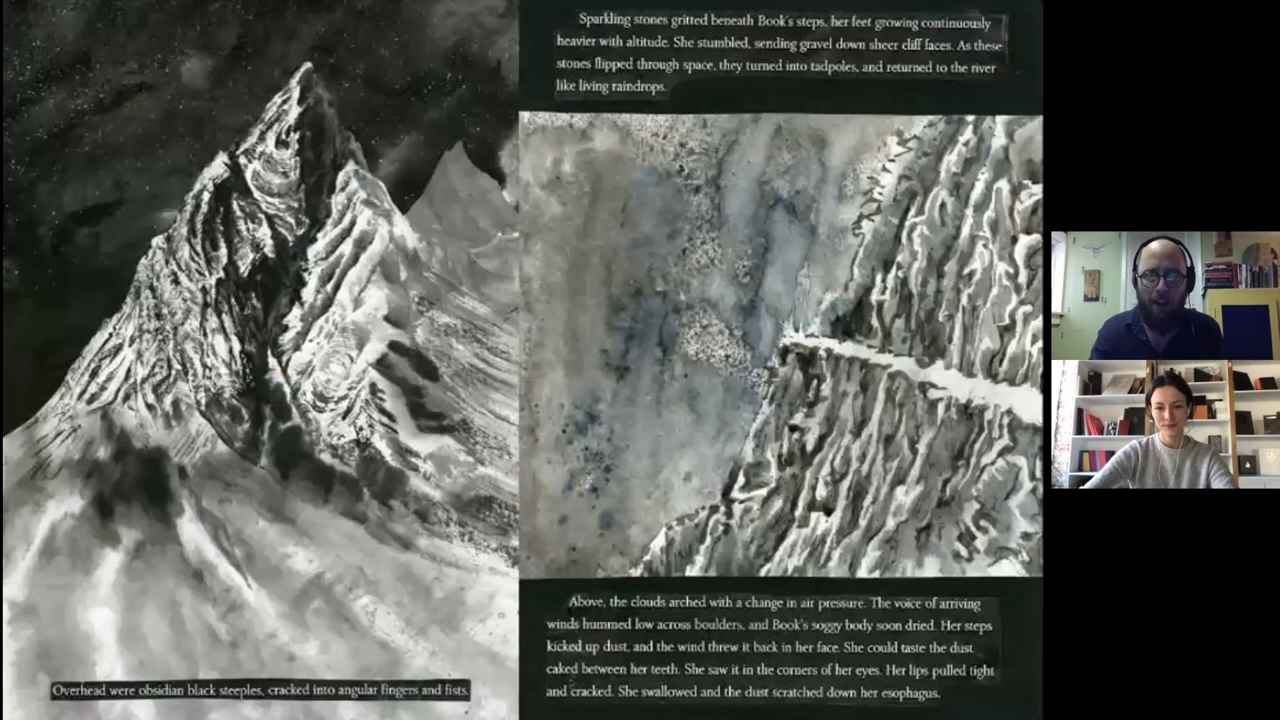 Overhead were obsidian black steeples, cracked into angular fingers and fists.
Sparkling stones gritted beneath Book's steps, her feet growing continuously
heavier with altitude. She stumbled, sending gravel down sheer cliff faces. As these
stones flipped through space, they turned into tadpoles, and returned to the river
like living raindrops.
Above, the clouds arched with a change in air pressure. The voice of arriving
winds hummed low across boulders, and Book's soggy body soon dried. Her steps
kicked up dust, and the wind threw it back in her face. She could taste the dust
caked between her teeth. She saw it in the corners of her eyes. Her lips pulled tight
and cracked. She swallowed and the dust scratched down her esophagus.